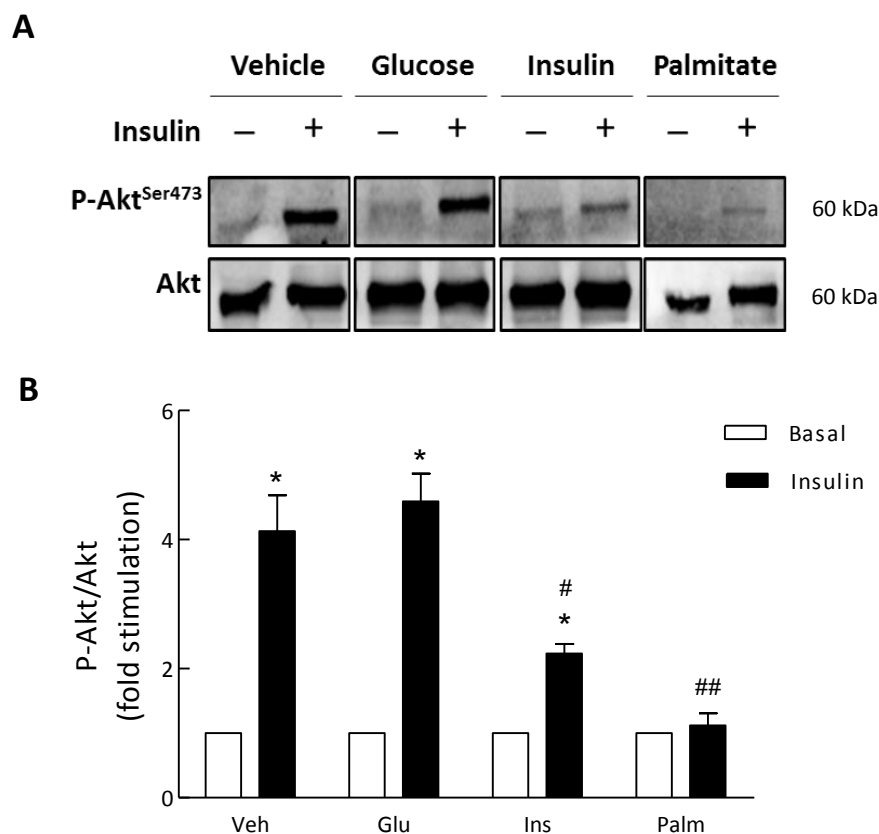 A
Vehicle Glucose Insulin Palmitate
Insulin – + – + – + – +
P-Akt^Ser473 60 kDa
Akt 60 kDa
B
6
4
2
0
P-Akt/Akt
(fold stimulation)
Basal
Insulin
* * # * ##
Veh Glu Ins Palm